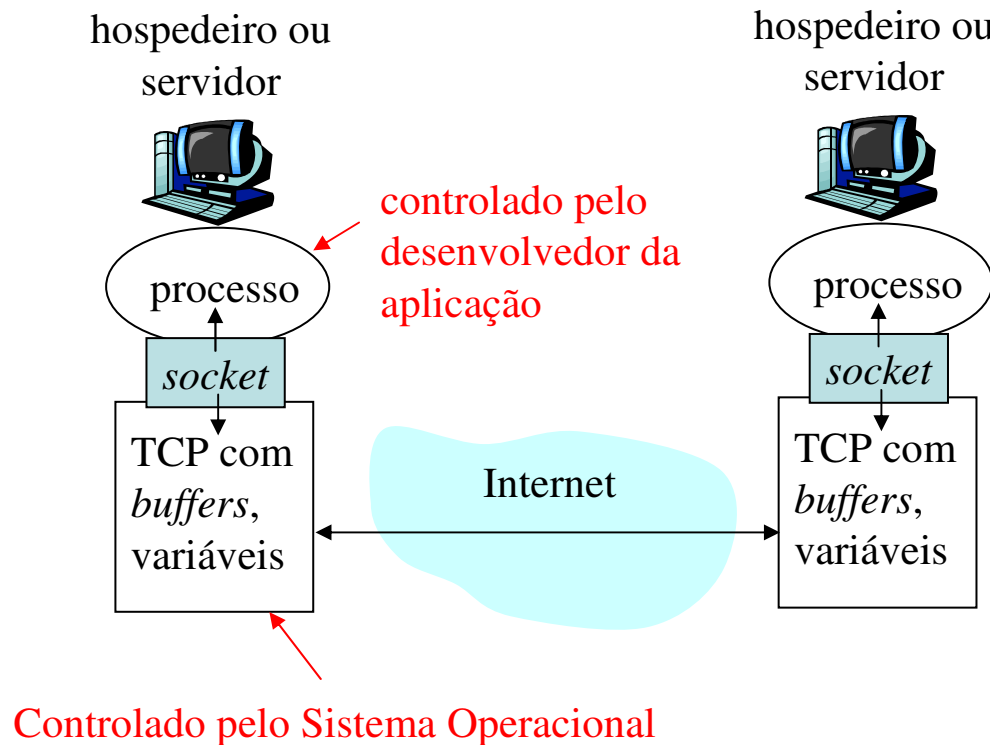 hospedeiro ou
servidor
hospedeiro ou
servidor
controlado pelo
desenvolvedor da
aplicação
processo
socket
TCP com
buffers,
variáveis
Internet
processo
socket
TCP com
buffers,
variáveis
Controlado pelo Sistema Operacional